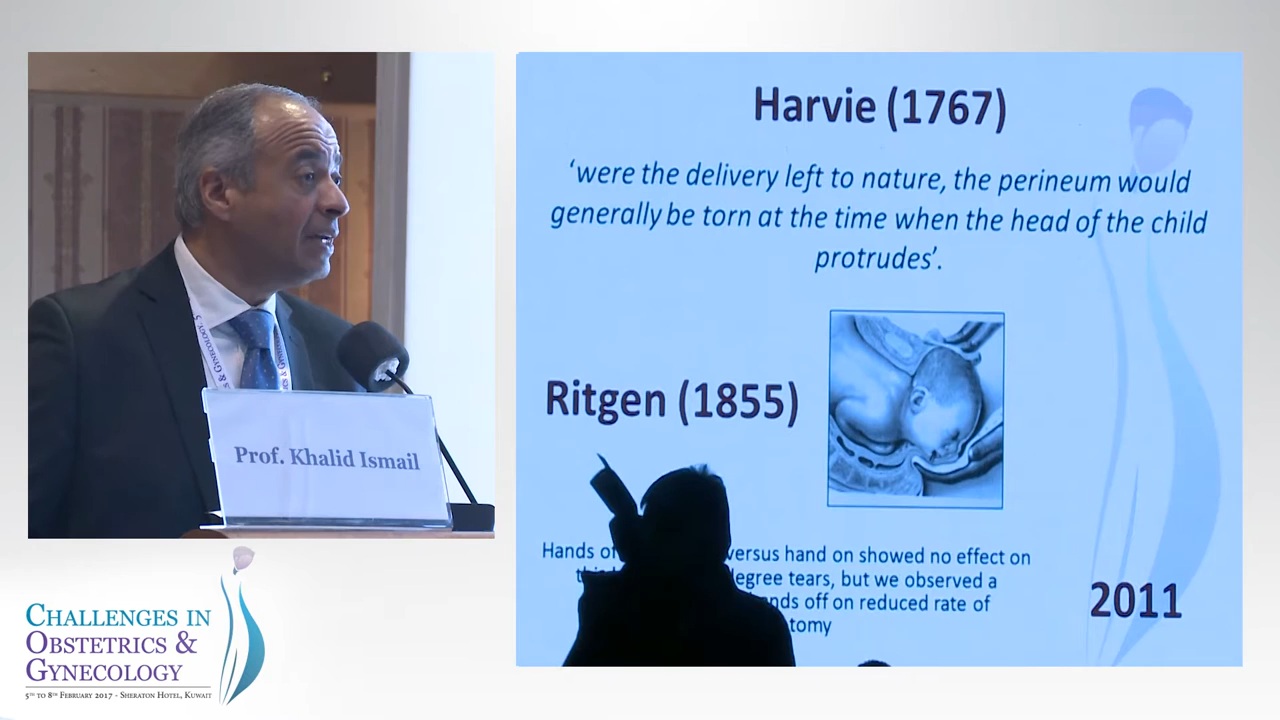 Harvie (1767)
‘were the delivery left to nature, the perineum would
generally be torn at the time when the head of the child
protrudes’.
Ritgen (1855)
Hands of versus hand on showed no effect on
degree tears, but we observed a
off on reduced rate of
2011
& GYNECOLOGY
Prof. Khalid Ismail
CHALLENGES IN
OBSTETRICS &
GYNECOLOGY
5TH TO 8TH FEBRUARY 2017 - SHERATON HOTEL, KUWAIT